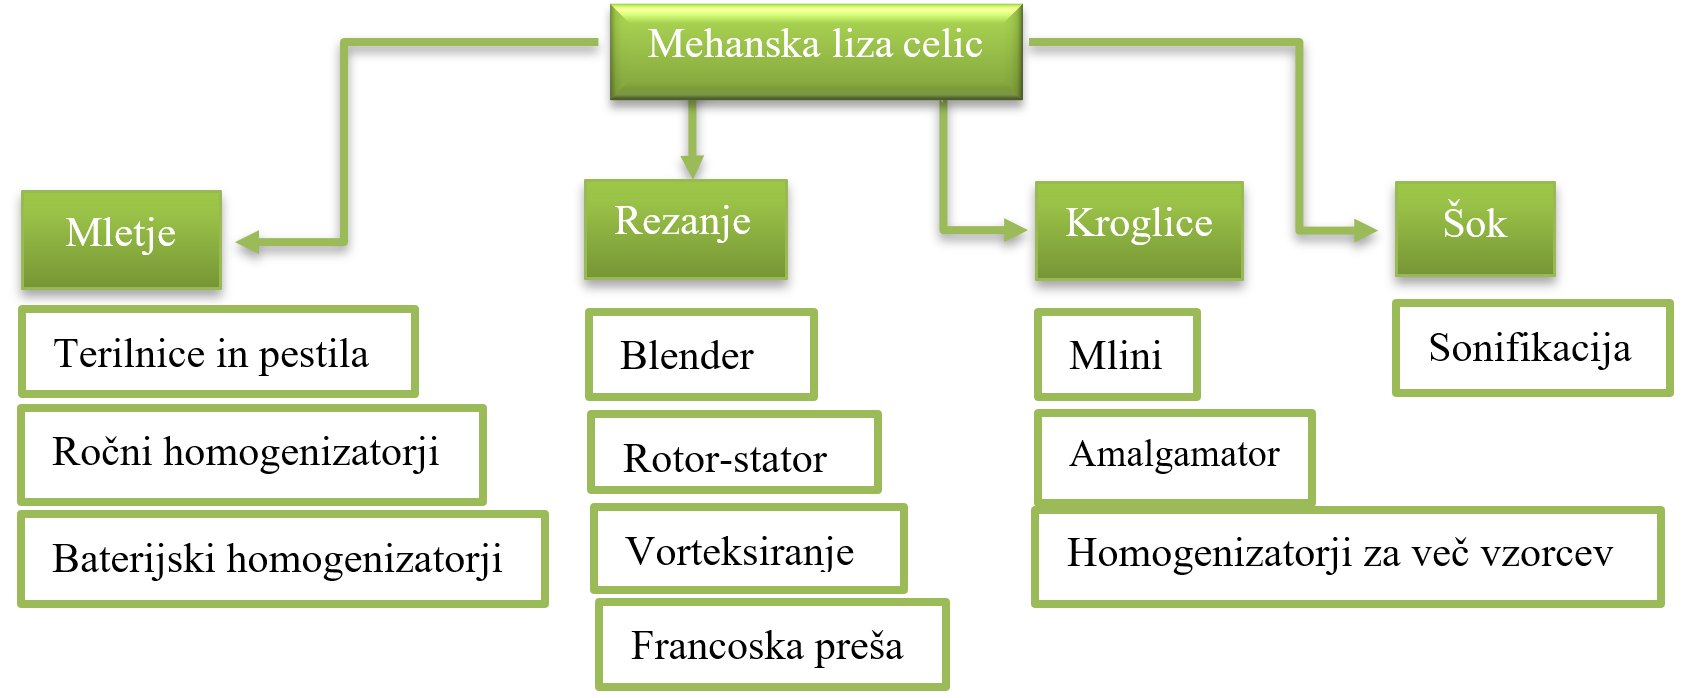 Mehanska liza celic
Mletje
Terilnice in pestila
Ročni homogenizatorji
Baterijski homogenizatorji
Rezanje
Blender
Rotor-stator
Vorteksiranje
Francoska preša
Kroglice
Mlini
Amalgamator
Homogenizatorji za več vzorcev
Šok
Sonifikacija